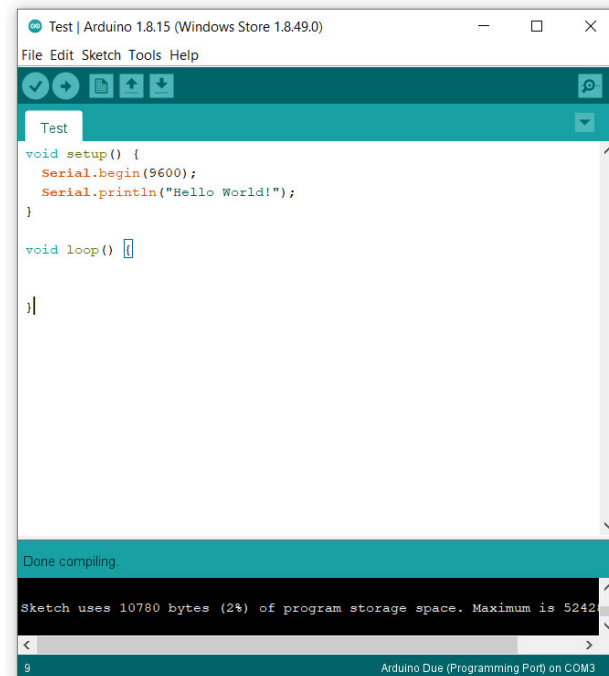 Test | Arduino 1.8.15 (Windows Store 1.8.49.0)
File Edit Sketch Tools Help
Test
void setup() {
  Serial.begin(9600);
  Serial.println("Hello World!");
}
void loop() {
}
Done compiling.
Sketch uses 10780 bytes (2%) of program storage space. Maximum is 52428
9 Arduino Due (Programming Port) on COM3